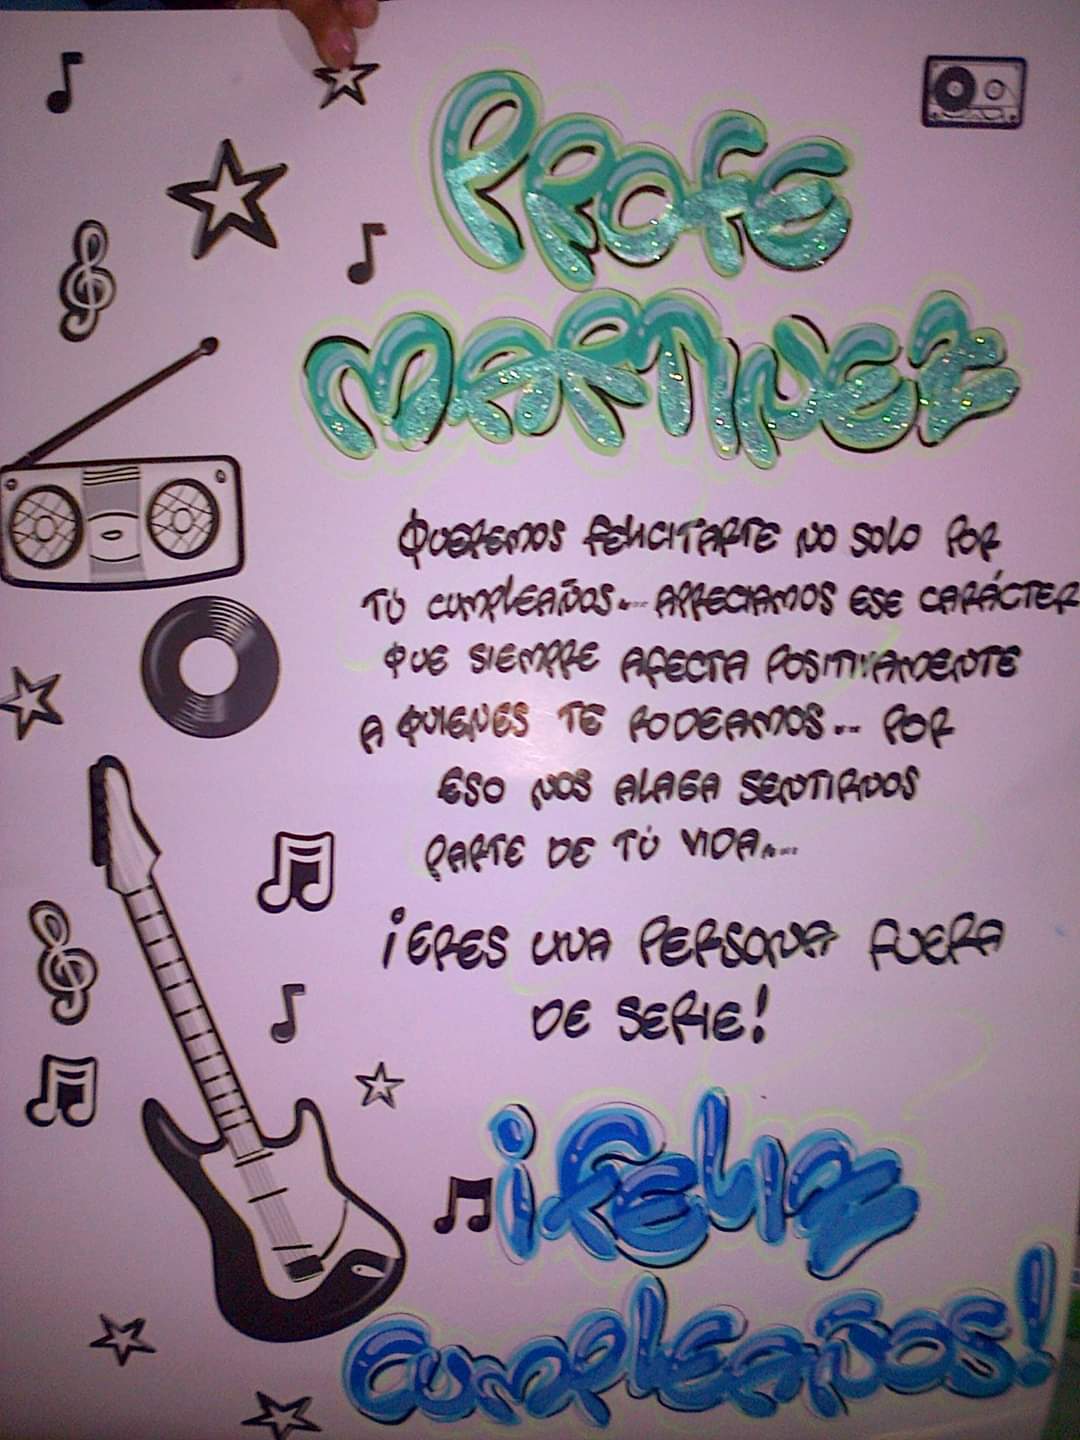 PROFE
MARTINEZ
QUEREMOS FELICITARTE NO SOLO POR
TÚ CUMPLEAÑOS.... APRECIAMOS ESE CARÁCTER
QUE SIEMPRE AFECTA POSITIVAMENTE
A QUIENES TE RODEAMOS... POR
ESO NOS ALAGA SENTIRNOS
PARTE DE TÚ VIDA....
¡ERES UNA PERSONA FUERA
DE SERIE!
¡FELIZ
CUMPLEAÑOS!